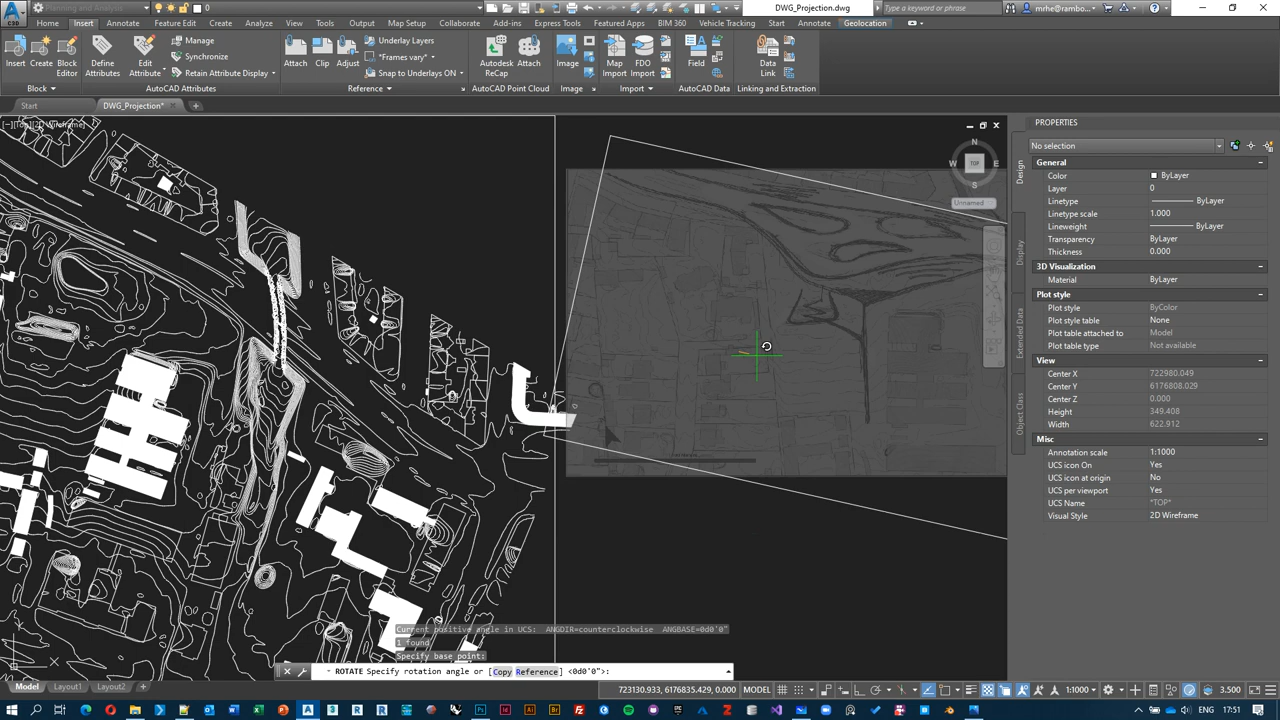 Planning and Analysis
0
DWG_Projection.dwg
Type a keyword or phrase
mrhe@rambo...
A
C3D
Home
Insert
Annotate
Feature Edit
Create
Analyze
View
Tools
Output
Map Setup
Collaborate
Add-ins
Express Tools
Featured Apps
BIM 360
Vehicle Tracking
Start
Annotate
Geolocation
Insert
Create
Block
Editor
Define
Attributes
Edit
Attribute
Manage
Synchronize
Retain Attribute Display
Attach
Clip
Adjust
Underlay Layers
*Frames vary*
Snap to Underlays ON
Autodesk
ReCap
Attach
Image
Map
Import
FDO
Import
Field
Data
Link
Block
AutoCAD Attributes
Reference
AutoCAD Point Cloud
Image
Import
AutoCAD Data
Linking and Extraction
Start
DWG_Projection*
[−][Top][2D Wireframe]
N
W
TOP
E
S
Unnamed
PROPERTIES
No selection
Design
Display
Extended Data
Object Class
General
Color
ByLayer
Layer
0
Linetype
ByLayer
Linetype scale
1.000
Lineweight
ByLayer
Transparency
ByLayer
Thickness
0.000
3D Visualization
Material
ByLayer
Plot style
Plot style
ByColor
Plot style table
None
Plot table attached to
Model
Plot table type
Not available
View
Center X
722980.049
Center Y
6176808.029
Center Z
0.000
Height
349.408
Width
622.912
Misc
Annotation scale
1:1000
UCS icon On
Yes
UCS icon at origin
No
UCS per viewport
Yes
UCS Name
*TOP*
Visual Style
2D Wireframe
Current positive angle in UCS:  ANGDIR=counterclockwise  ANGBASE=0d0'0"
1 found
Specify base point:
ROTATE Specify rotation angle or [Copy Reference] <0d0'0">:
Model
Layout1
Layout2
723130.933, 6176835.429, 0.000
MODEL
1:1000
3.500
ENG
17:51